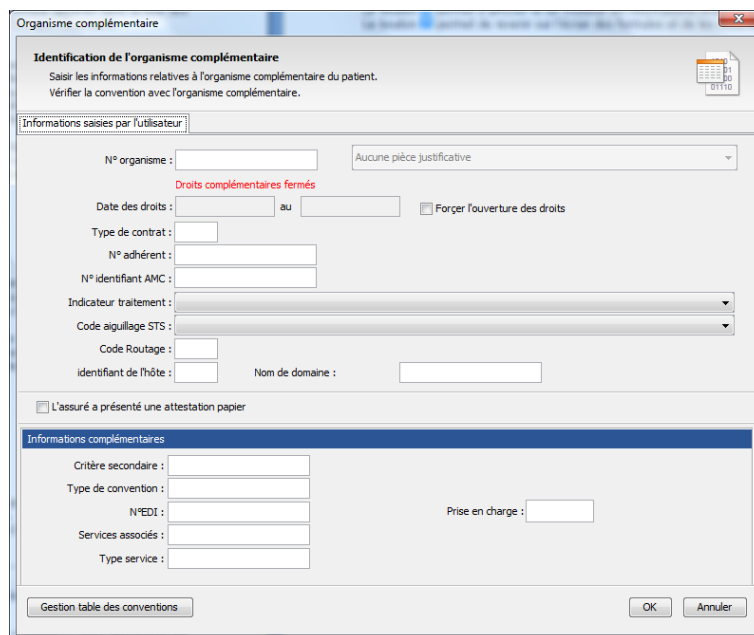 Organisme complémentaire
Identification de l'organisme complémentaire
Saisir les informations relatives à l'organisme complémentaire du patient.
Vérifier la convention avec l'organisme complémentaire.
01
00
01110
Informations saisies par l'utilisateur
N° organisme :
Aucune pièce justificative
Droits complémentaires fermés
Date des droits :
au
Forçer l'ouverture des droits
Type de contrat :
N° adhérent :
N° identifiant AMC :
Indicateur traitement :
Code aiguillage STS :
Code Routage :
identifiant de l'hôte :
Nom de domaine :
L'assuré a présenté une attestation papier
Informations complémentaires
Critère secondaire :
Type de convention :
N°EDI :
Prise en charge :
Services associés :
Type service :
Gestion table des conventions
OK
Annuler